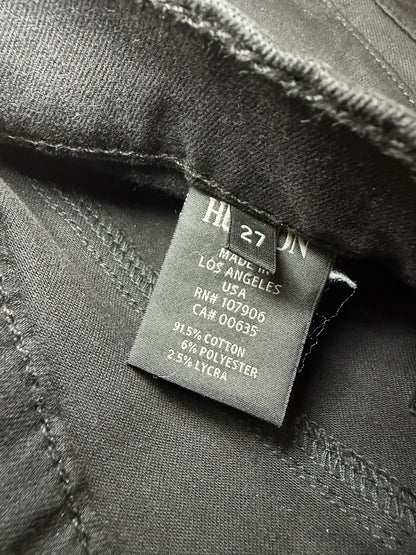 27
MADE IN
LOS ANGELES
USA
RN# 107906
CA# 00635
91.5% COTTON
6% POLYESTER
2.5% LYCRA